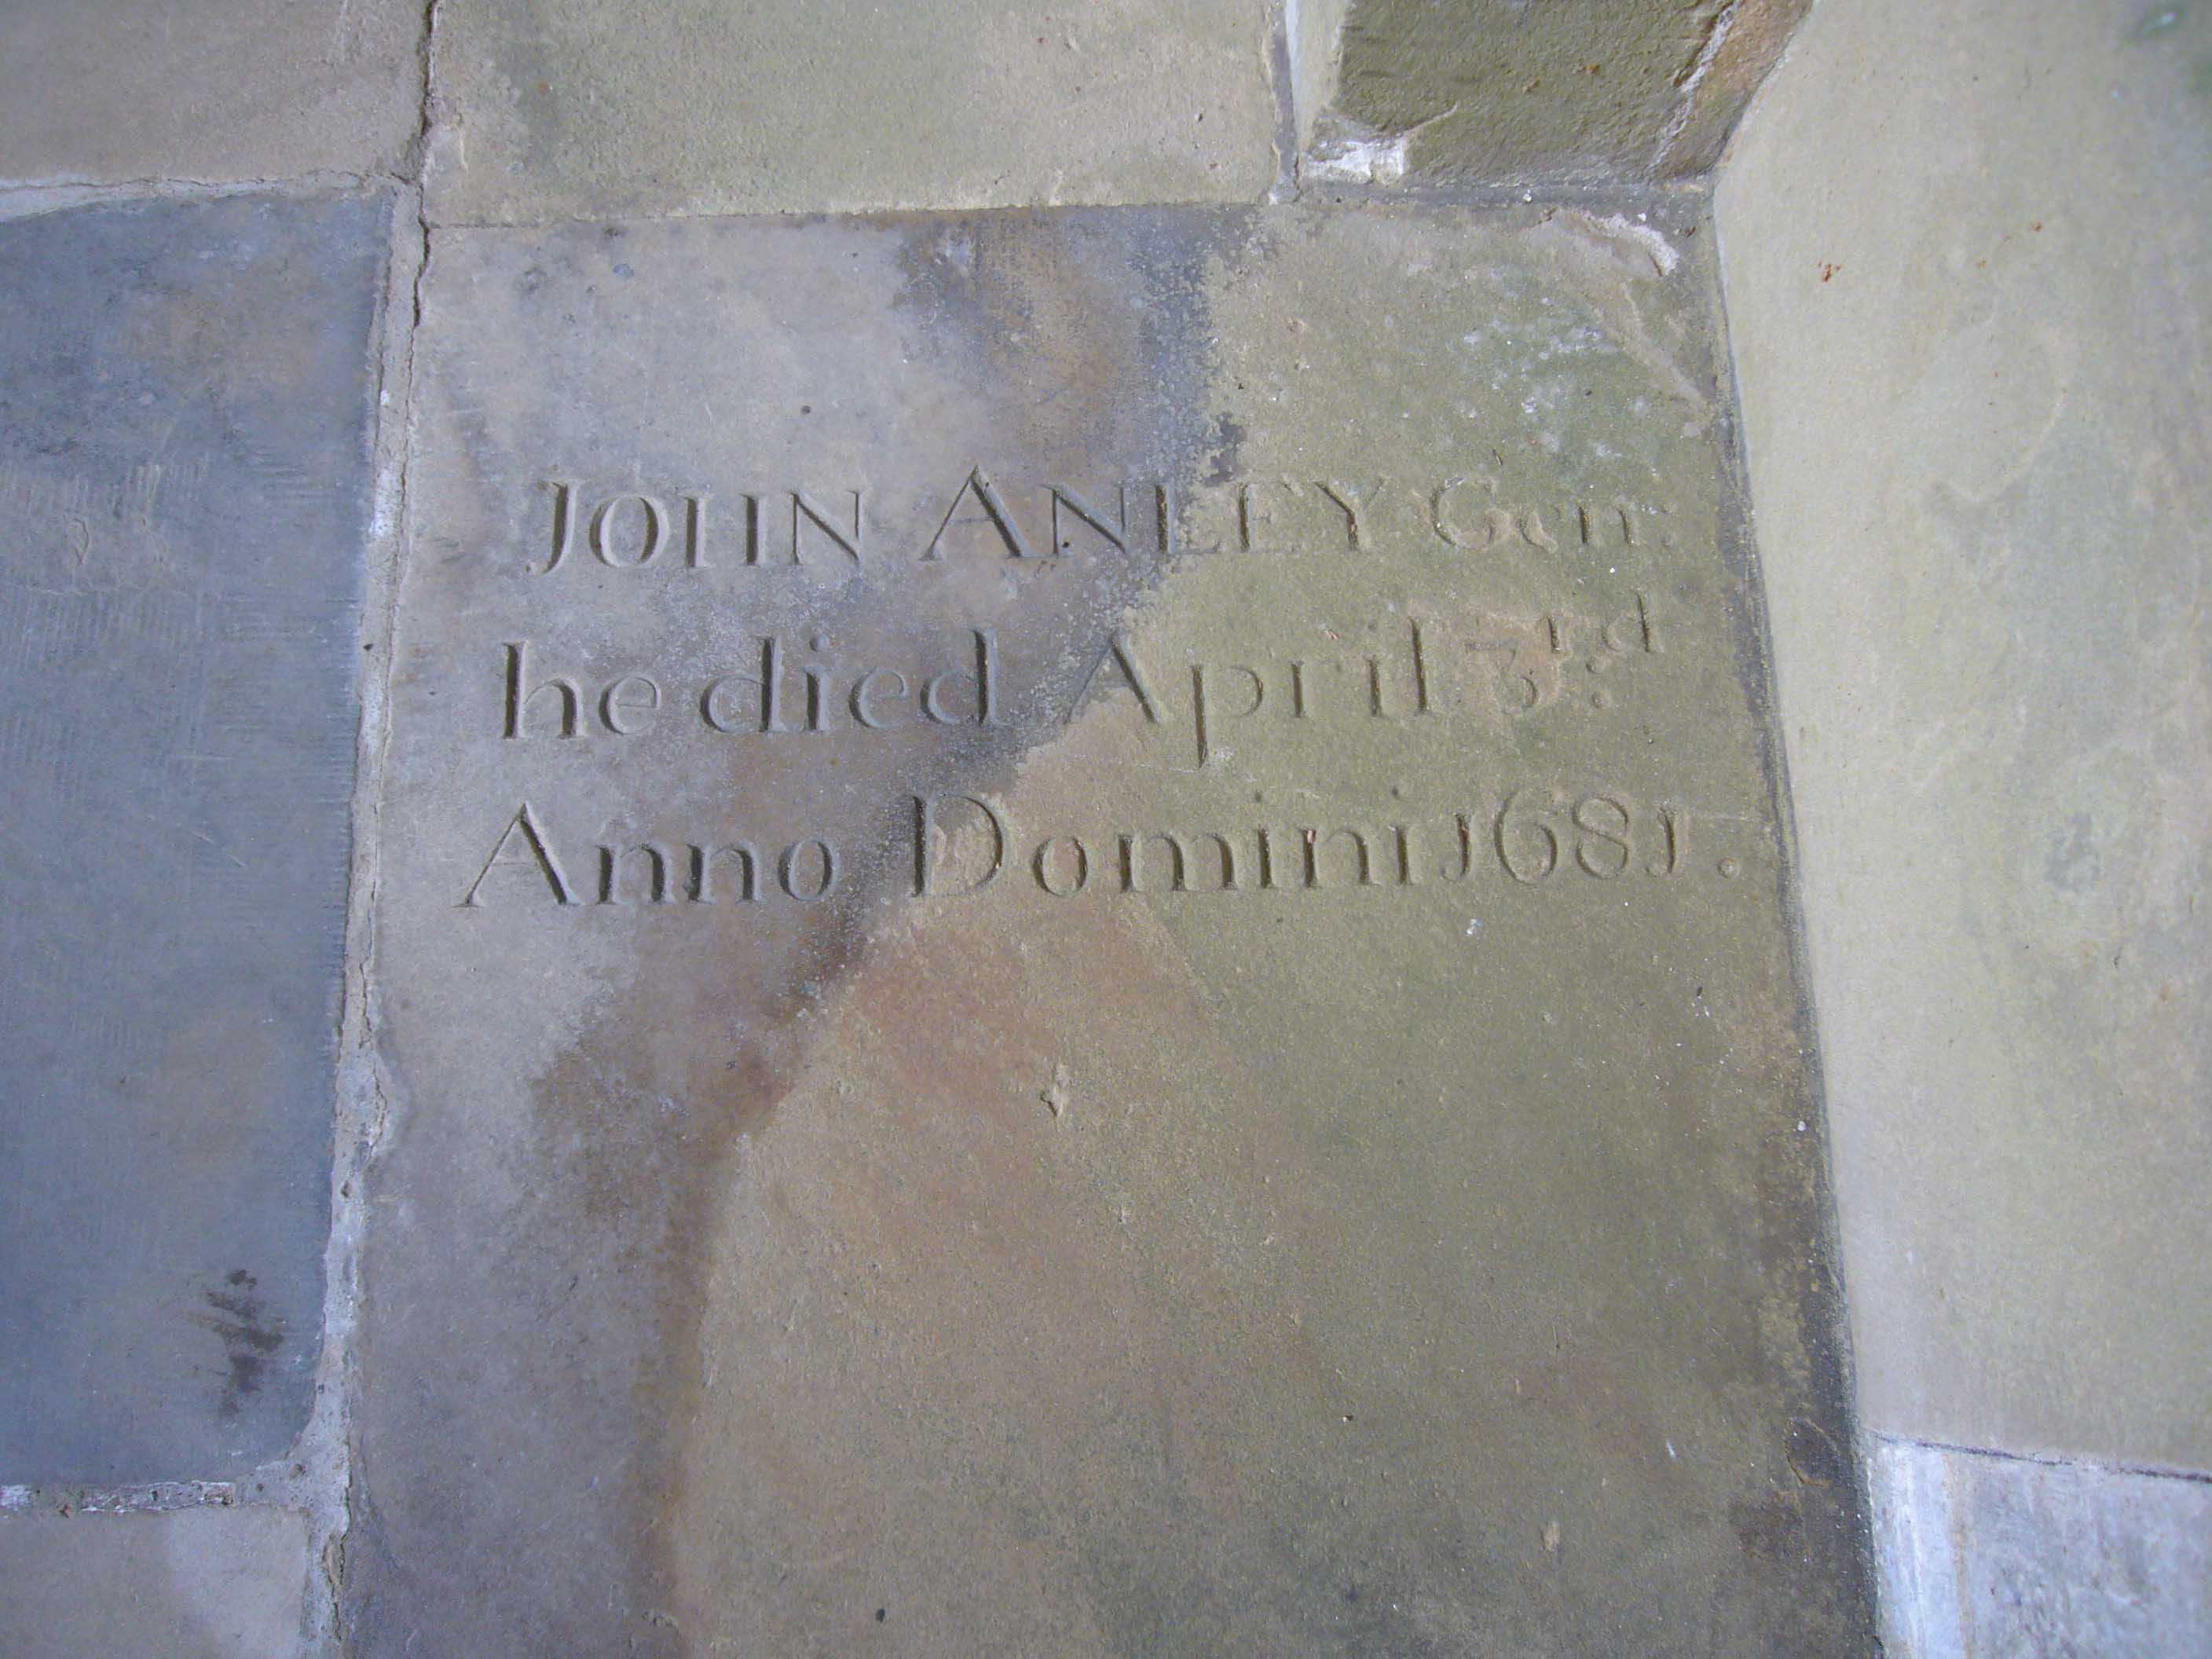 JOHN ANLEY Gen:
he died April 3rd:
Anno Domini 1681.